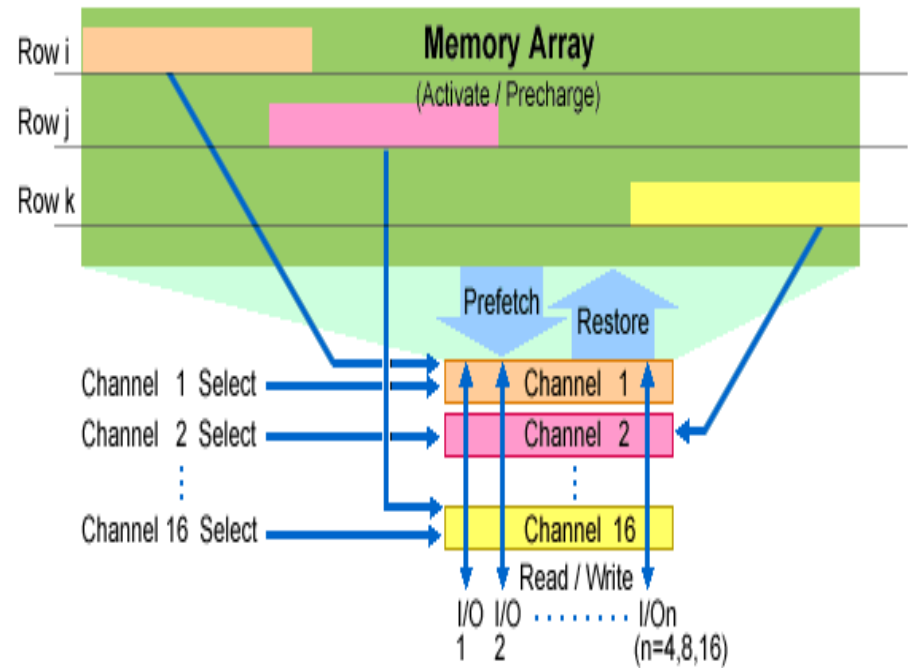 Memory Array
(Activate / Precharge)
Row i
Row j
Row k
Prefetch
Restore
Channel 1 Select
Channel 1
Channel 2 Select
Channel 2
Channel 16 Select
Channel 16
Read / Write
I/O I/O I/On
1 2 (n=4,8,16)